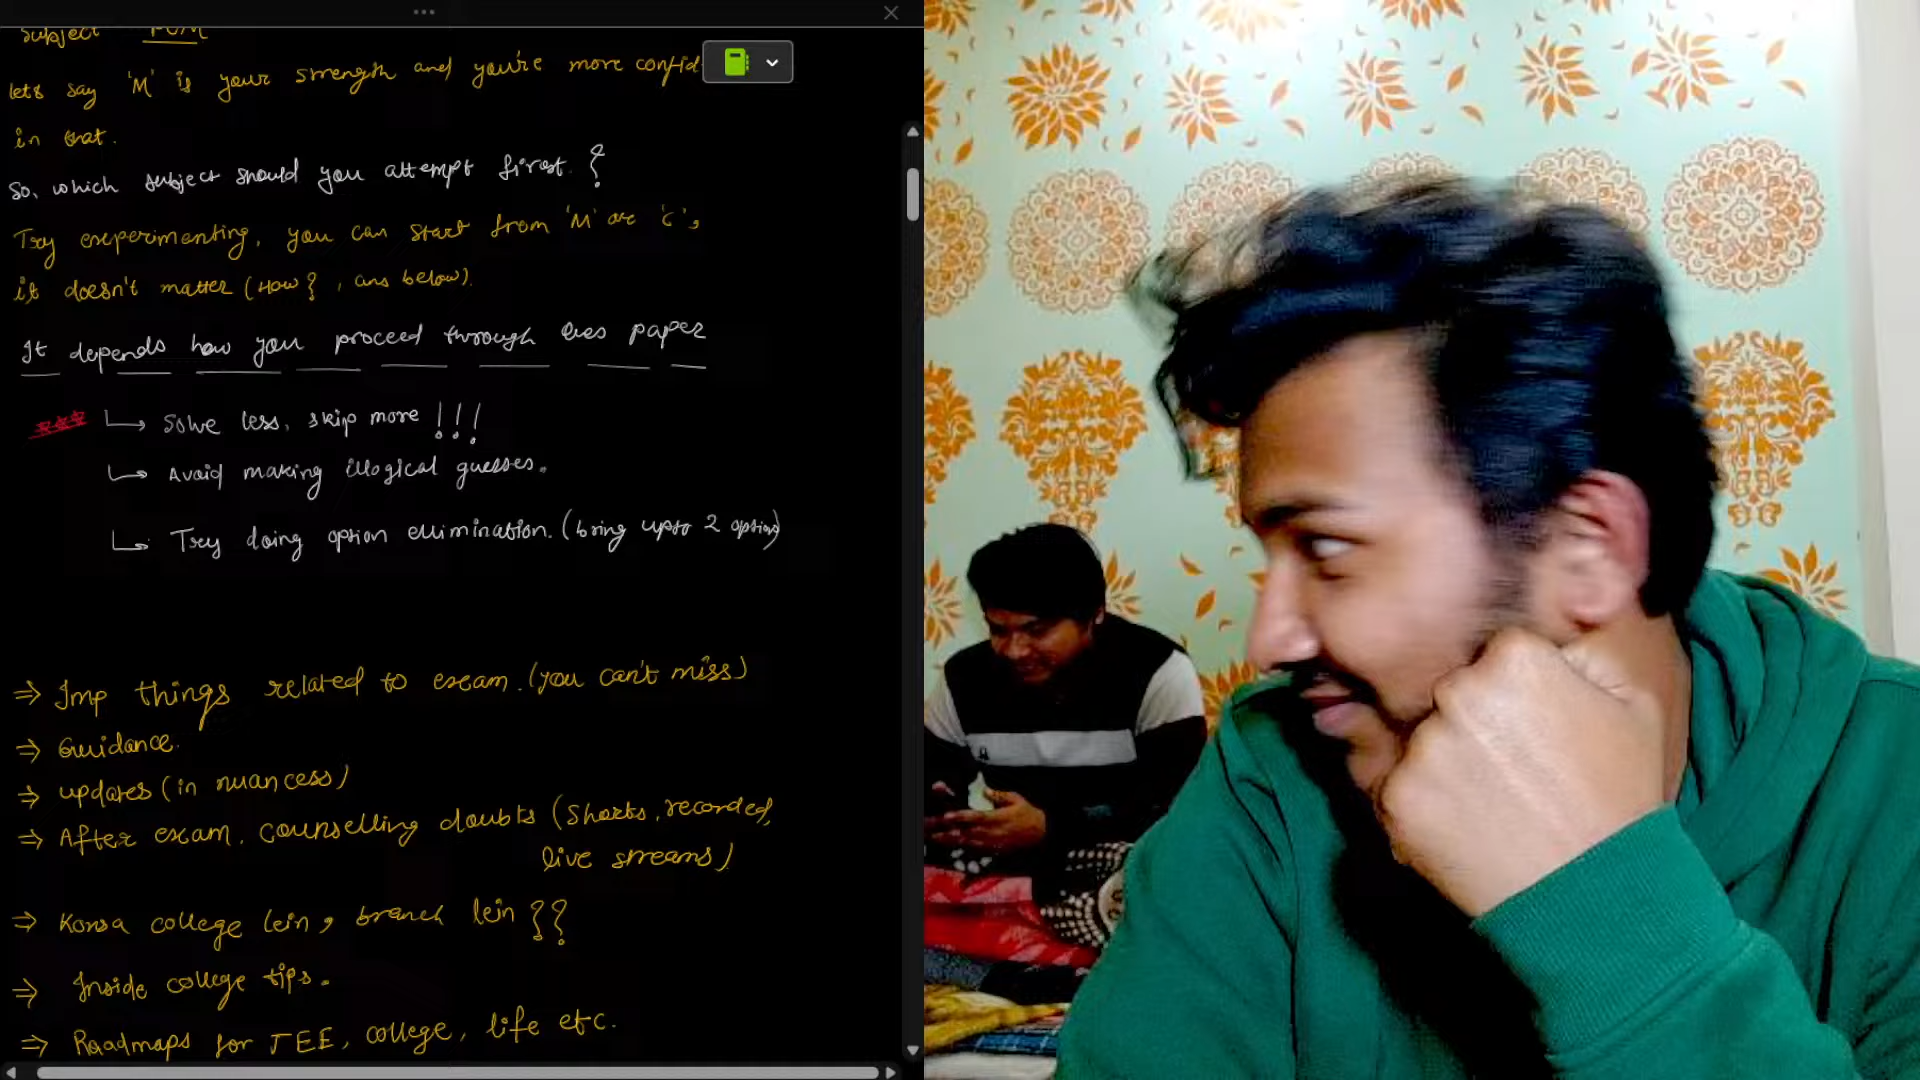 Subject PCM
lets say 'M' is your strength and you're more confid
in that.
So, which subject should you attempt first ?
Try experimenting, you can start from 'M' or 'C',
it doesn't matter (How ?, ans below).
It depends how you proceed through the paper
*** Solve less, skip more !!!
Avoid making illogical guesses.
Try doing option ellimination. (bring upto 2 option)
⇒ Imp things related to exam. (you can't miss)
⇒ Guidance.
⇒ updates (in nuancess)
⇒ After exam, counselling doubts (Shorts, recorded,
live streams)
⇒ Konsa college lein, branch lein ??
⇒ Inside college tips.
⇒ Roadmaps for JEE, college, life etc.